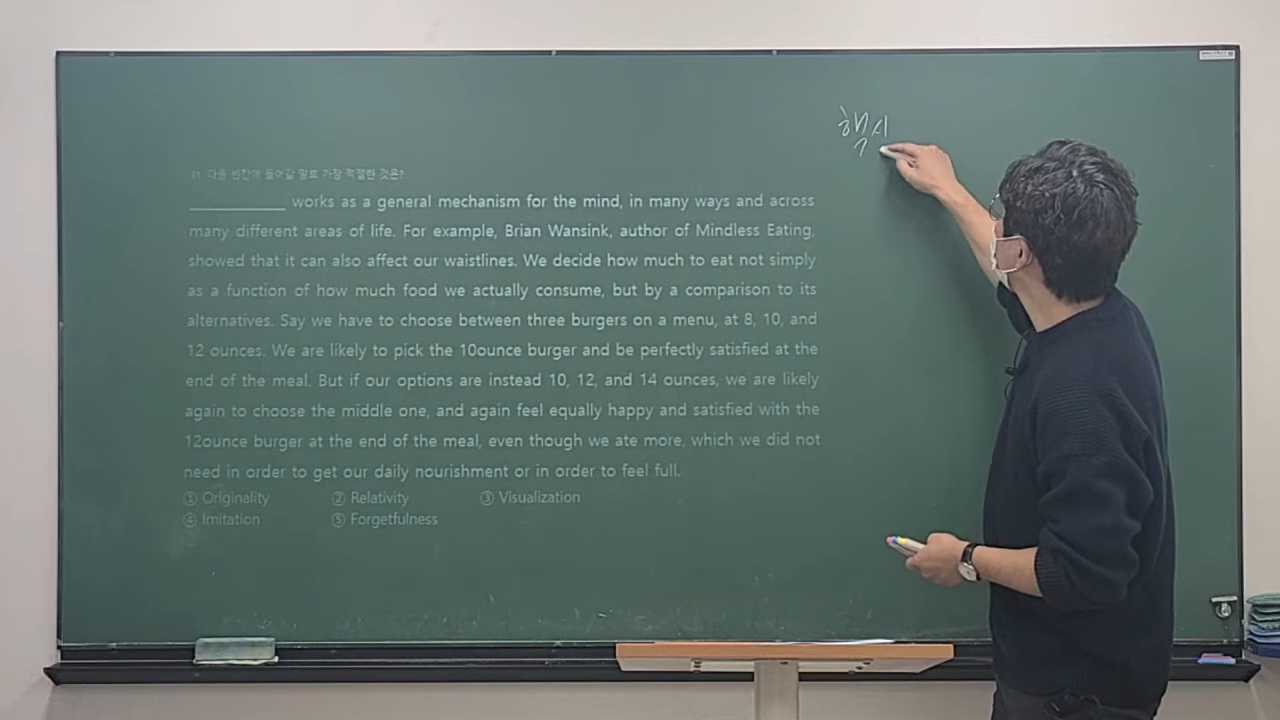 핵시
31. 다음 빈칸에 들어갈 말로 가장 적절한 것은?
____________ works as a general mechanism for the mind, in many ways and across
many different areas of life. For example, Brian Wansink, author of Mindless Eating,
showed that it can also affect our waistlines. We decide how much to eat not simply
as a function of how much food we actually consume, but by a comparison to its
alternatives. Say we have to choose between three burgers on a menu, at 8, 10, and
12 ounces. We are likely to pick the 10ounce burger and be perfectly satisfied at the
end of the meal. But if our options are instead 10, 12, and 14 ounces, we are likely
again to choose the middle one, and again feel equally happy and satisfied with the
12ounce burger at the end of the meal, even though we ate more, which we did not
need in order to get our daily nourishment or in order to feel full.
① Originality ② Relativity ③ Visualization
④ Imitation ⑤ Forgetfulness